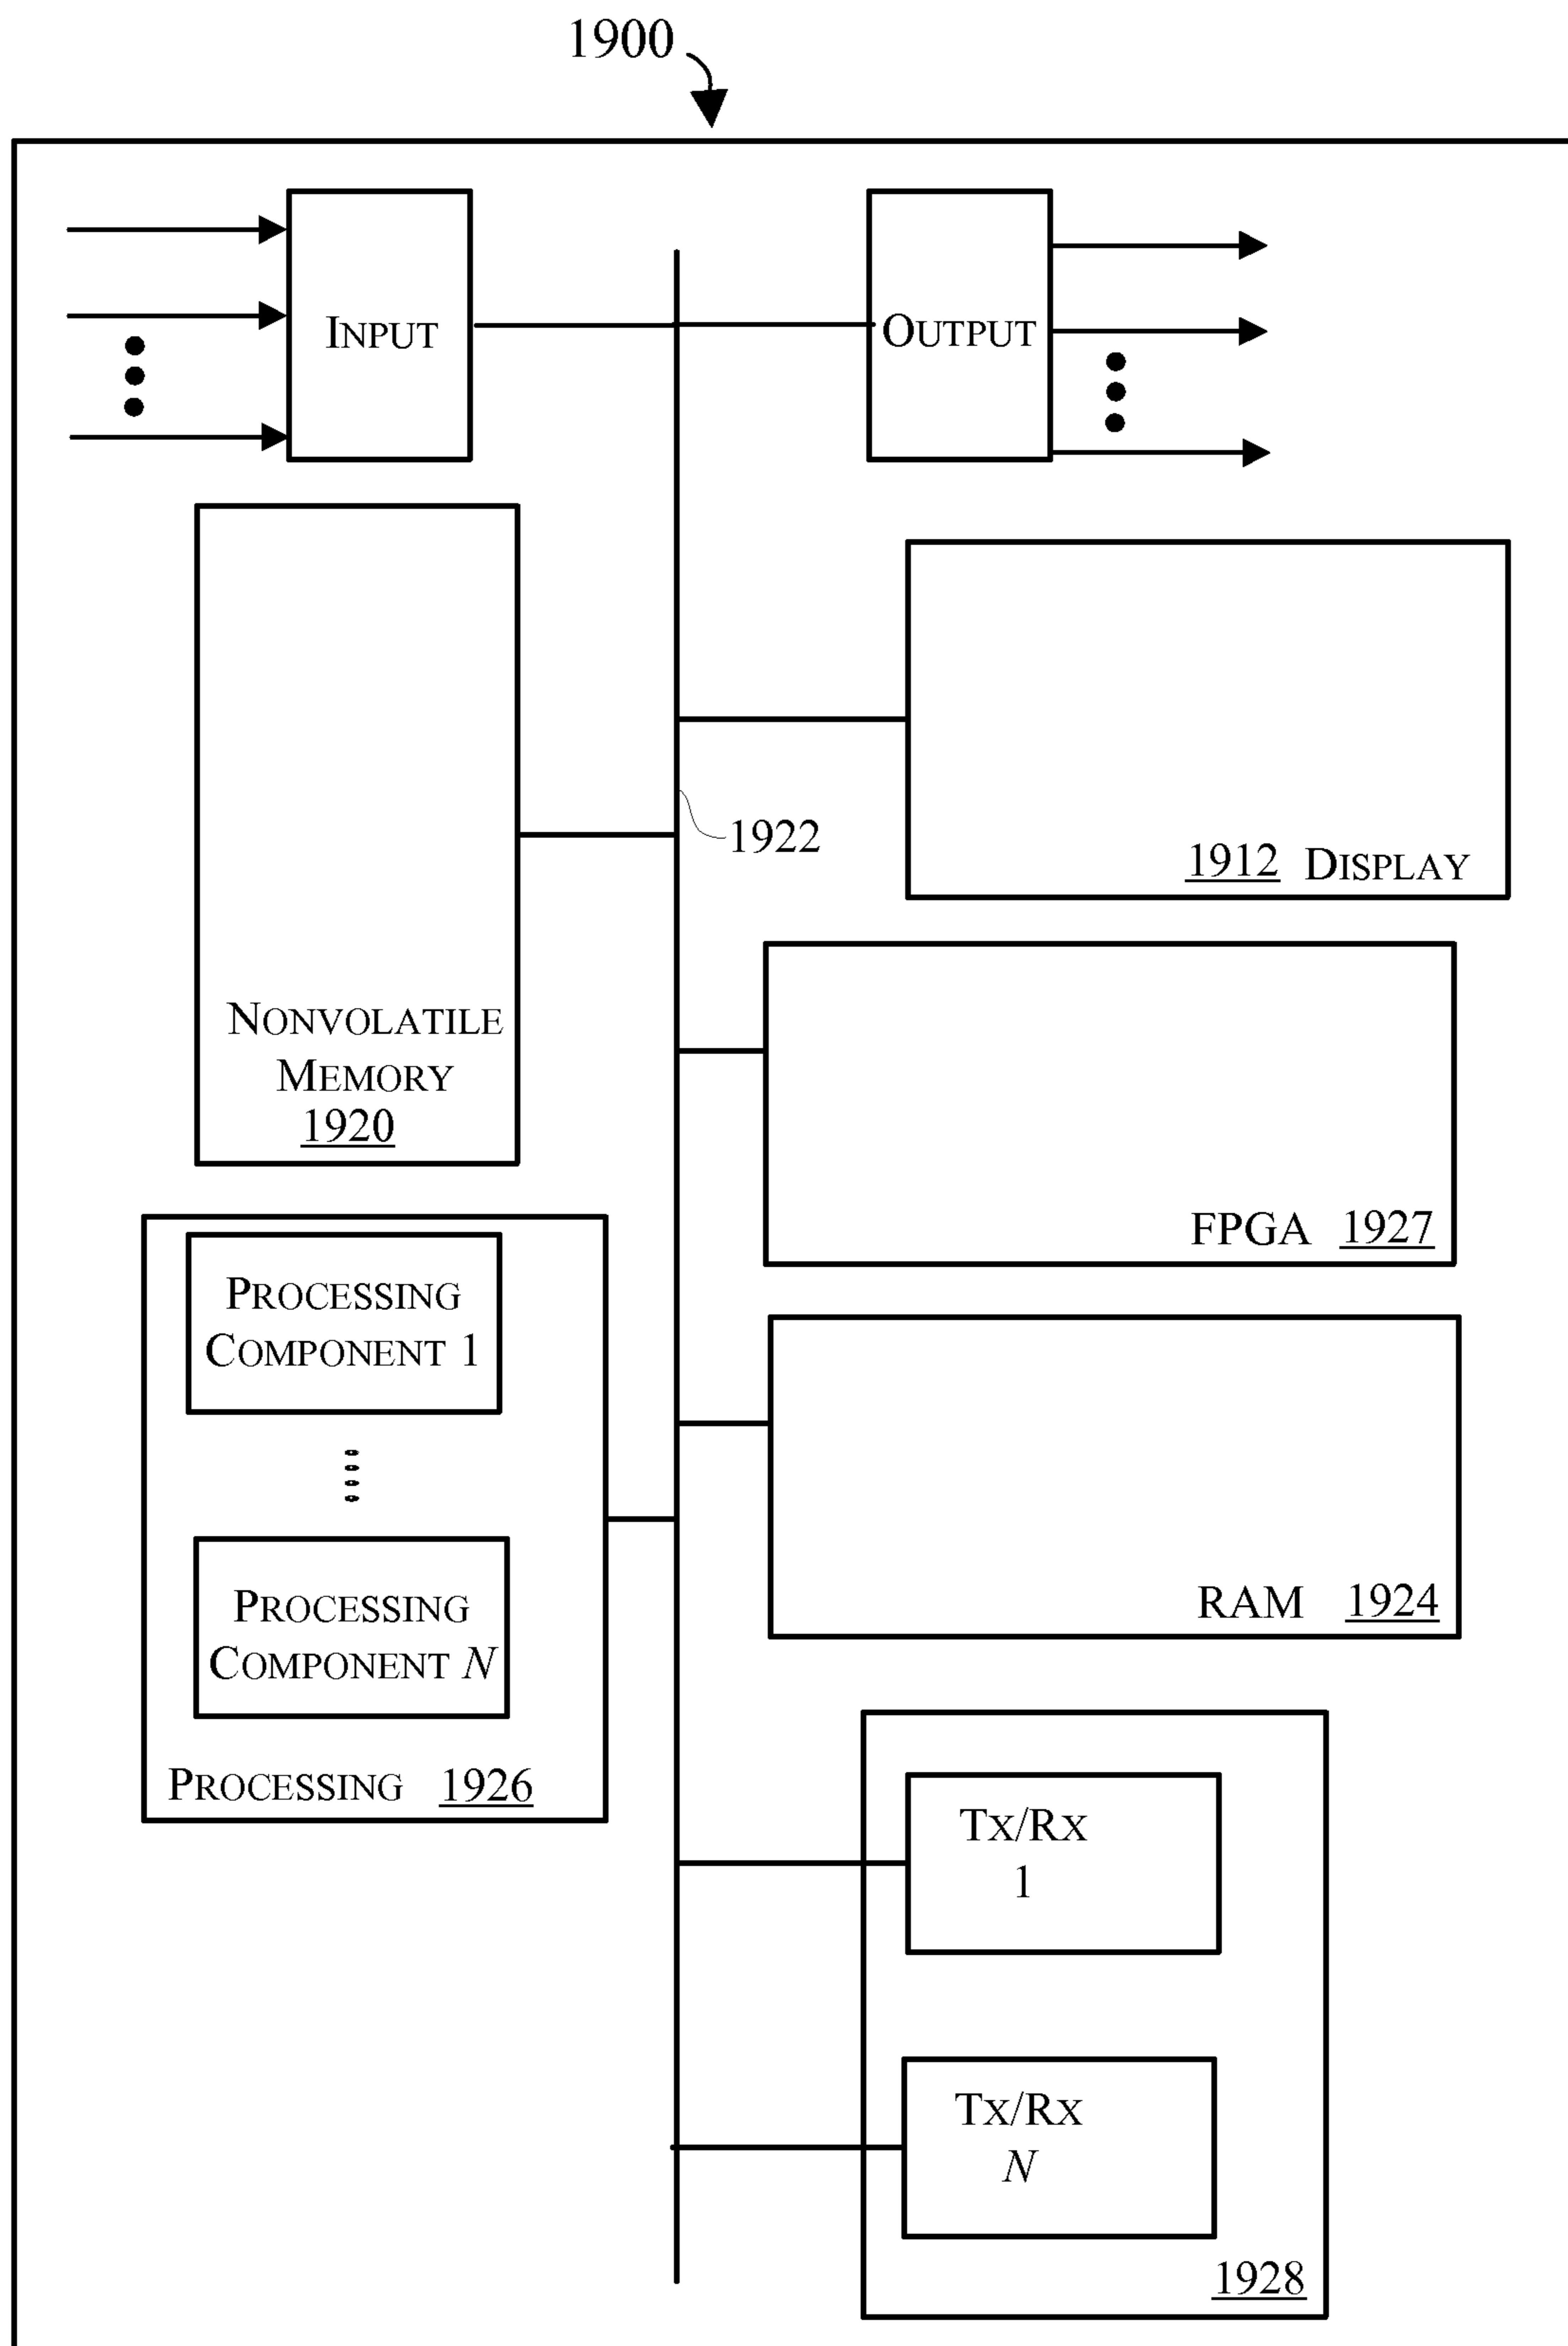 1900
INPUT
OUTPUT
1922
1912 DISPLAY
NONVOLATILE
MEMORY
1920
FPGA 1927
PROCESSING
COMPONENT 1
PROCESSING
COMPONENT N
PROCESSING 1926
RAM 1924
TX/RX
1
TX/RX
N
1928